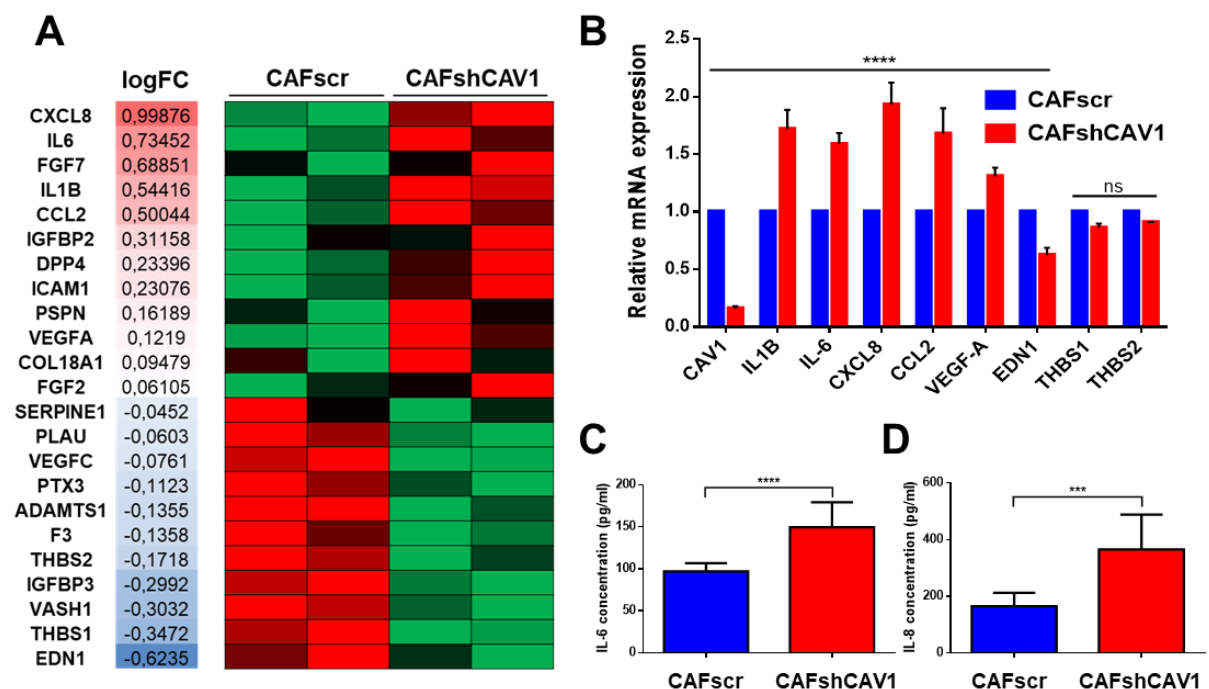 A
logFC CAFscr CAFshCAV1
CXCL8 0,99876
IL6 0,73452
FGF7 0,68851
IL1B 0,54416
CCL2 0,50044
IGFBP2 0,31158
DPP4 0,23396
ICAM1 0,23076
PSPN 0,16189
VEGFA 0,1219
COL18A1 0,09479
FGF2 0,06105
SERPINE1 -0,0452
PLAU -0,0603
VEGFC -0,0761
PTX3 -0,1123
ADAMTS1 -0,1355
F3 -0,1358
THBS2 -0,1718
IGFBP3 -0,2992
VASH1 -0,3032
THBS1 -0,3472
EDN1 -0,6235
B
Relative mRNA expression
2.5
2.0
1.5
1.0
0.5
0.0
****
CAFscr
CAFshCAV1
ns
CAV1 IL1B IL-6 CXCL8 CCL2 VEGF-A EDN1 THBS1 THBS2
C
IL-6 concentration (pg/ml)
200
150
100
50
0
****
CAFscr CAFshCAV1
D
IL-8 concentration (pg/ml)
600
400
200
0
***
CAFscr CAFshCAV1